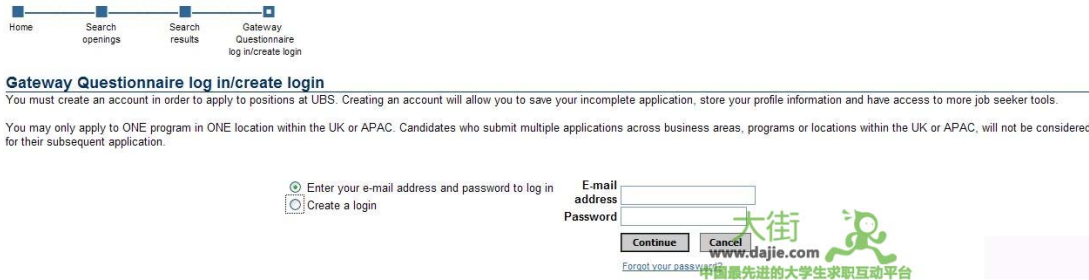 Home
Search openings
Search results
Gateway Questionnaire log in/create login
Gateway Questionnaire log in/create login
You must create an account in order to apply to positions at UBS. Creating an account will allow you to save your incomplete application, store your profile information and have access to more job seeker tools.
You may only apply to ONE program in ONE location within the UK or APAC. Candidates who submit multiple applications across business areas, programs or locations within the UK or APAC, will not be considered
for their subsequent application.
Enter your e-mail address and password to log in
Create a login
E-mail address
Password
Continue Cancel
Forgot your password?
大街
www.dajie.com
中国最先进的大学生求职互动平台